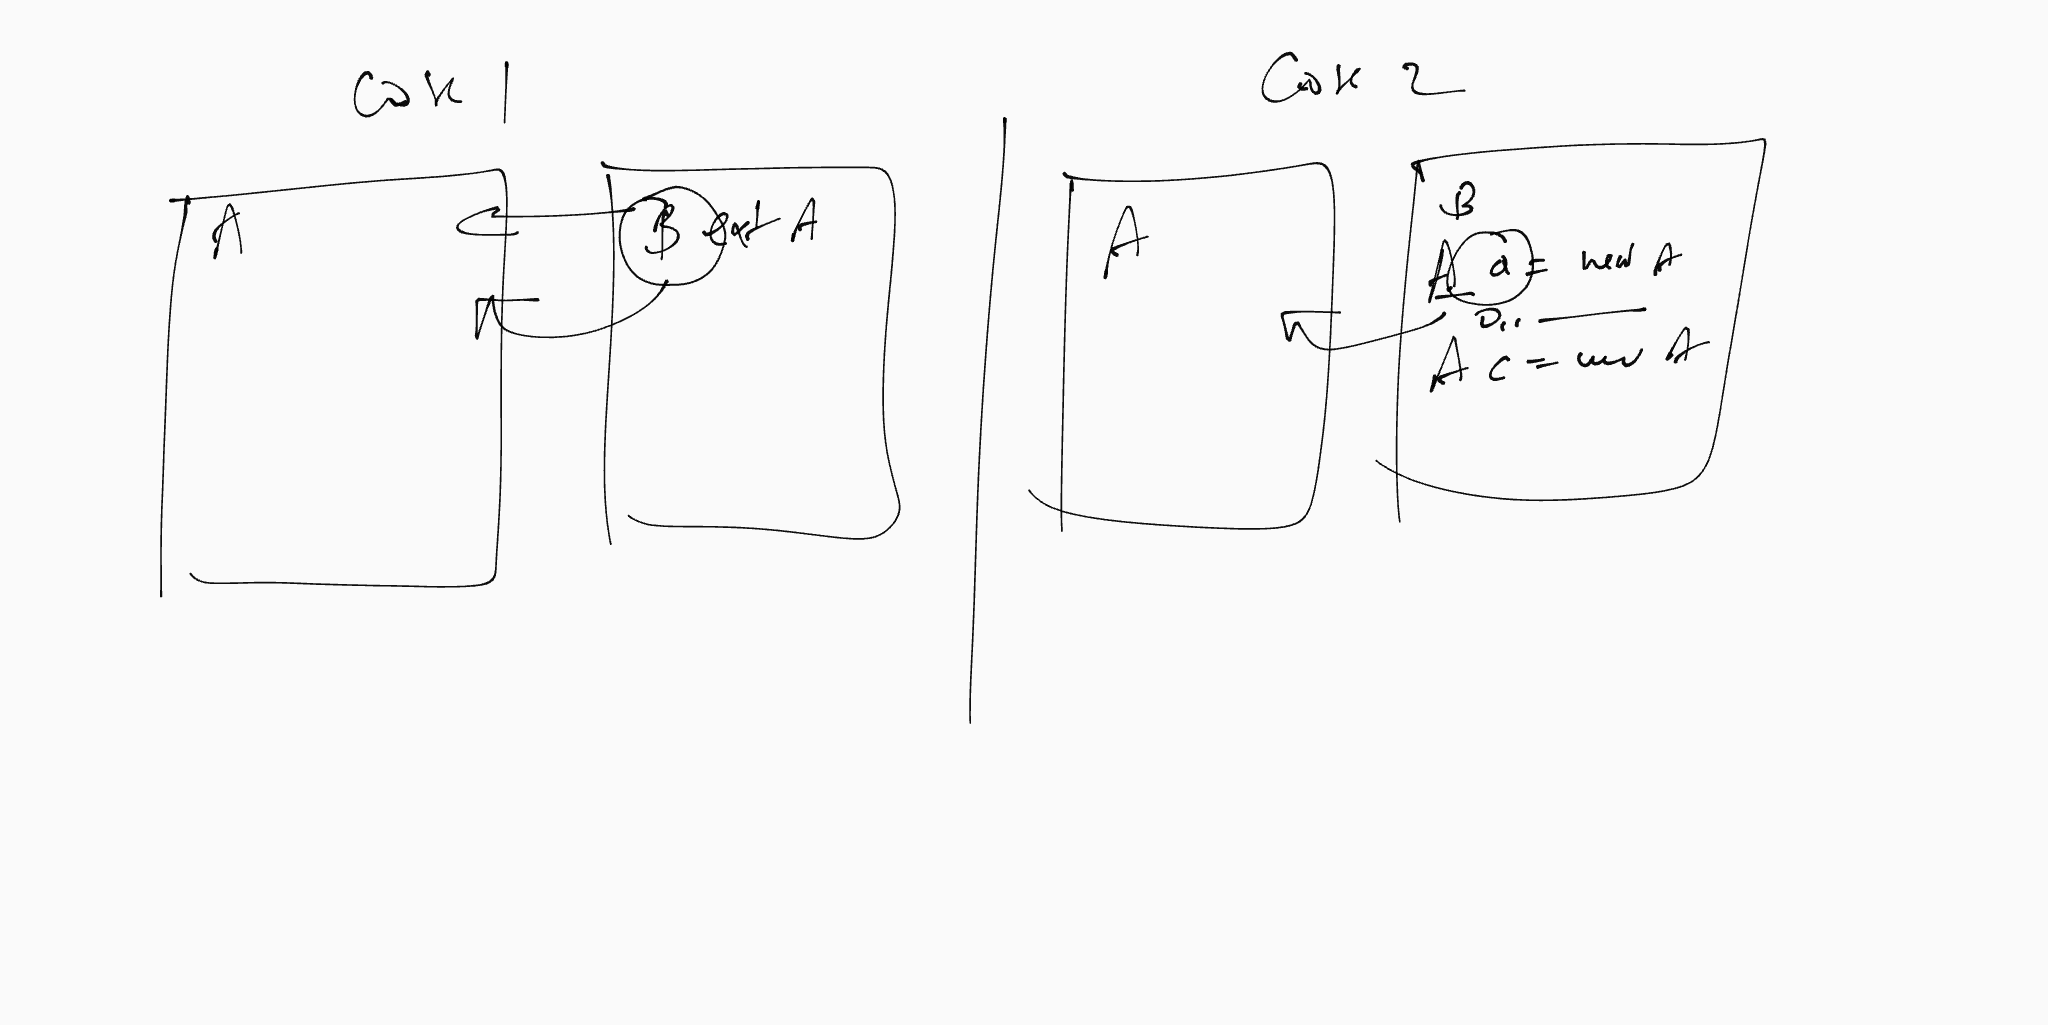 Case 1
A
B ext A
Case 2
A
B
A a = new A
A c = new A